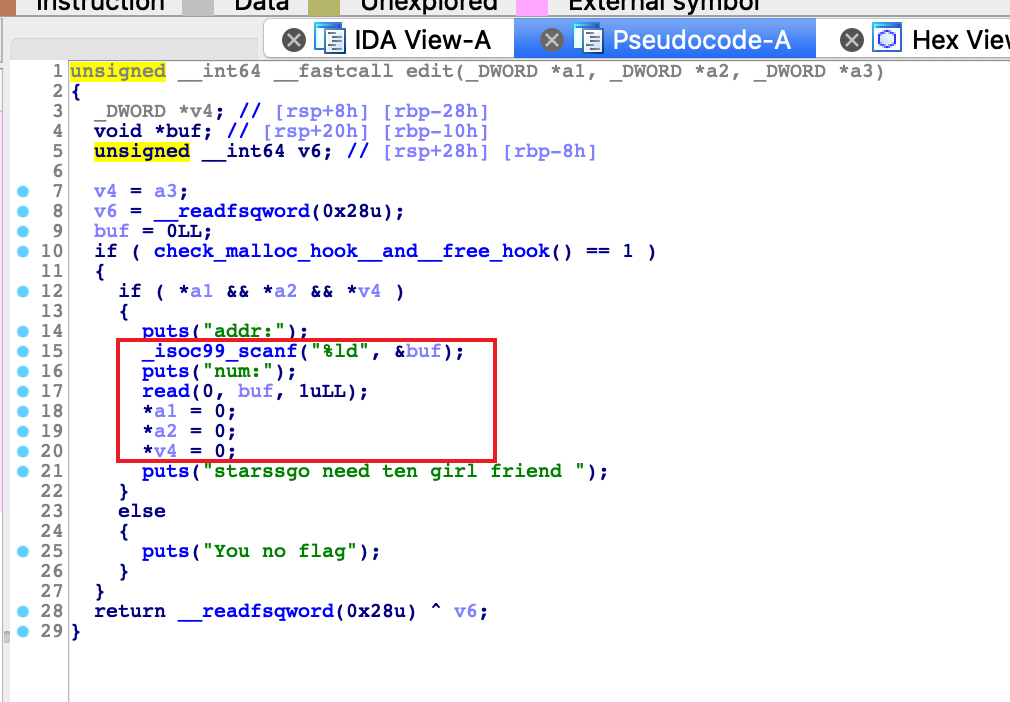 Instruction Data Unexplored External symbol
IDA View-A Pseudocode-A Hex Viev
1 unsigned __int64 __fastcall edit(_DWORD *a1, _DWORD *a2, _DWORD *a3)
2 {
3 _DWORD *v4; // [rsp+8h] [rbp-28h]
4 void *buf; // [rsp+20h] [rbp-10h]
5 unsigned __int64 v6; // [rsp+28h] [rbp-8h]
6
7 v4 = a3;
8 v6 = __readfsqword(0x28u);
9 buf = 0LL;
10 if ( check_malloc_hook__and__free_hook() == 1 )
11 {
12 if ( *a1 && *a2 && *v4 )
13 {
14 puts("addr:");
15 _isoc99_scanf("%ld", &buf);
16 puts("num:");
17 read(0, buf, 1uLL);
18 *a1 = 0;
19 *a2 = 0;
20 *v4 = 0;
21 puts("starssgo need ten girl friend ");
22 }
23 else
24 {
25 puts("You no flag");
26 }
27 }
28 return __readfsqword(0x28u) ^ v6;
29 }